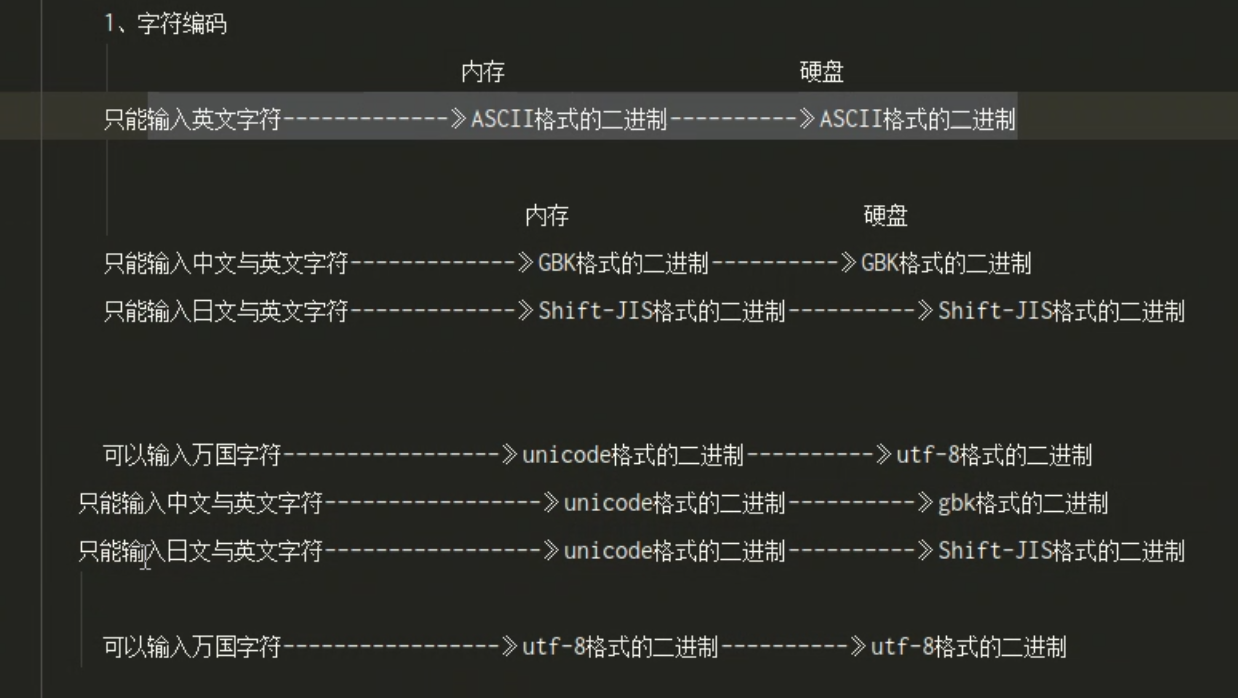 1、字符编码
内存 硬盘
只能输入英文字符-------------》ASCII格式的二进制----------》ASCII格式的二进制
内存 硬盘
只能输入中文与英文字符-------------》GBK格式的二进制----------》GBK格式的二进制
只能输入日文与英文字符-------------》Shift-JIS格式的二进制----------》Shift-JIS格式的二进制
可以输入万国字符-----------------》unicode格式的二进制----------》utf-8格式的二进制
只能输入中文与英文字符-----------------》unicode格式的二进制----------》gbk格式的二进制
只能输入日文与英文字符-----------------》unicode格式的二进制----------》Shift-JIS格式的二进制
可以输入万国字符-----------------》utf-8格式的二进制----------》utf-8格式的二进制